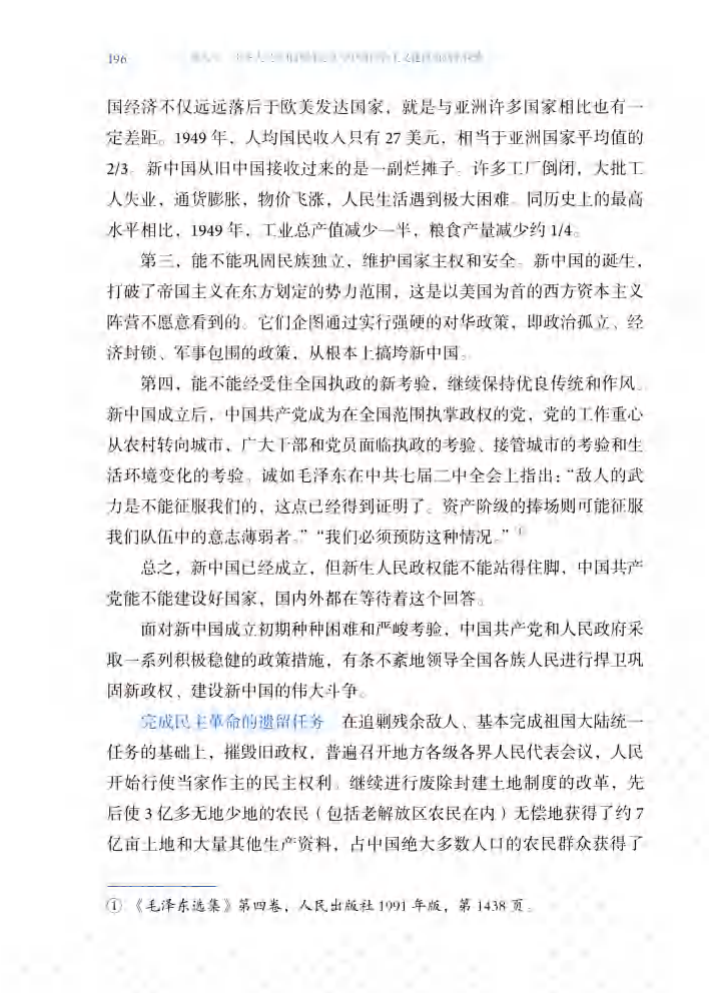 196
国经济不仅远远落后于欧美发达国家，就是与亚洲许多国家相比也有一
定差距。1949 年，人均国民收入只有 27 美元，相当于亚洲国家平均值的
2/3。新中国从旧中国接收过来的是一副烂摊子。许多工厂倒闭，大批工
人失业，通货膨胀，物价飞涨，人民生活遇到极大困难。同历史上的最高
水平相比，1949 年，工业总产值减少一半，粮食产量减少约 1/4。
第三，能不能巩固民族独立，维护国家主权和安全。新中国的诞生，
打破了帝国主义在东方划定的势力范围，这是以美国为首的西方资本主义
阵营不愿意看到的。它们企图通过实行强硬的对华政策，即政治孤立、经
济封锁、军事包围的政策，从根本上搞垮新中国。
第四，能不能经受住全国执政的新考验，继续保持优良传统和作风。
新中国成立后，中国共产党成为在全国范围执掌政权的党，党的工作重心
从农村转向城市，广大干部和党员面临执政的考验、接管城市的考验和生
活环境变化的考验。诚如毛泽东在中共七届二中全会上指出：“敌人的武
力是不能征服我们的，这点已经得到证明了。资产阶级的捧场则可能征服
我们队伍中的意志薄弱者。”“我们必须预防这种情况。”①
总之，新中国已经成立，但新生人民政权能不能站得住脚，中国共产
党能不能建设好国家，国内外都在等待着这个回答。
面对新中国成立初期种种困难和严峻考验，中国共产党和人民政府采
取一系列积极稳健的政策措施，有条不紊地领导全国各族人民进行捍卫巩
固新政权、建设新中国的伟大斗争。
完成民主革命的遗留任务 在追剿残余敌人、基本完成祖国大陆统一
任务的基础上，摧毁旧政权，普遍召开地方各级各界人民代表会议，人民
开始行使当家作主的民主权利。继续进行废除封建土地制度的改革，先
后使 3 亿多无地少地的农民（包括老解放区农民在内）无偿地获得了约 7
亿亩土地和大量其他生产资料，占中国绝大多数人口的农民群众获得了
① 《毛泽东选集》第四卷，人民出版社 1991 年版，第 1438 页。